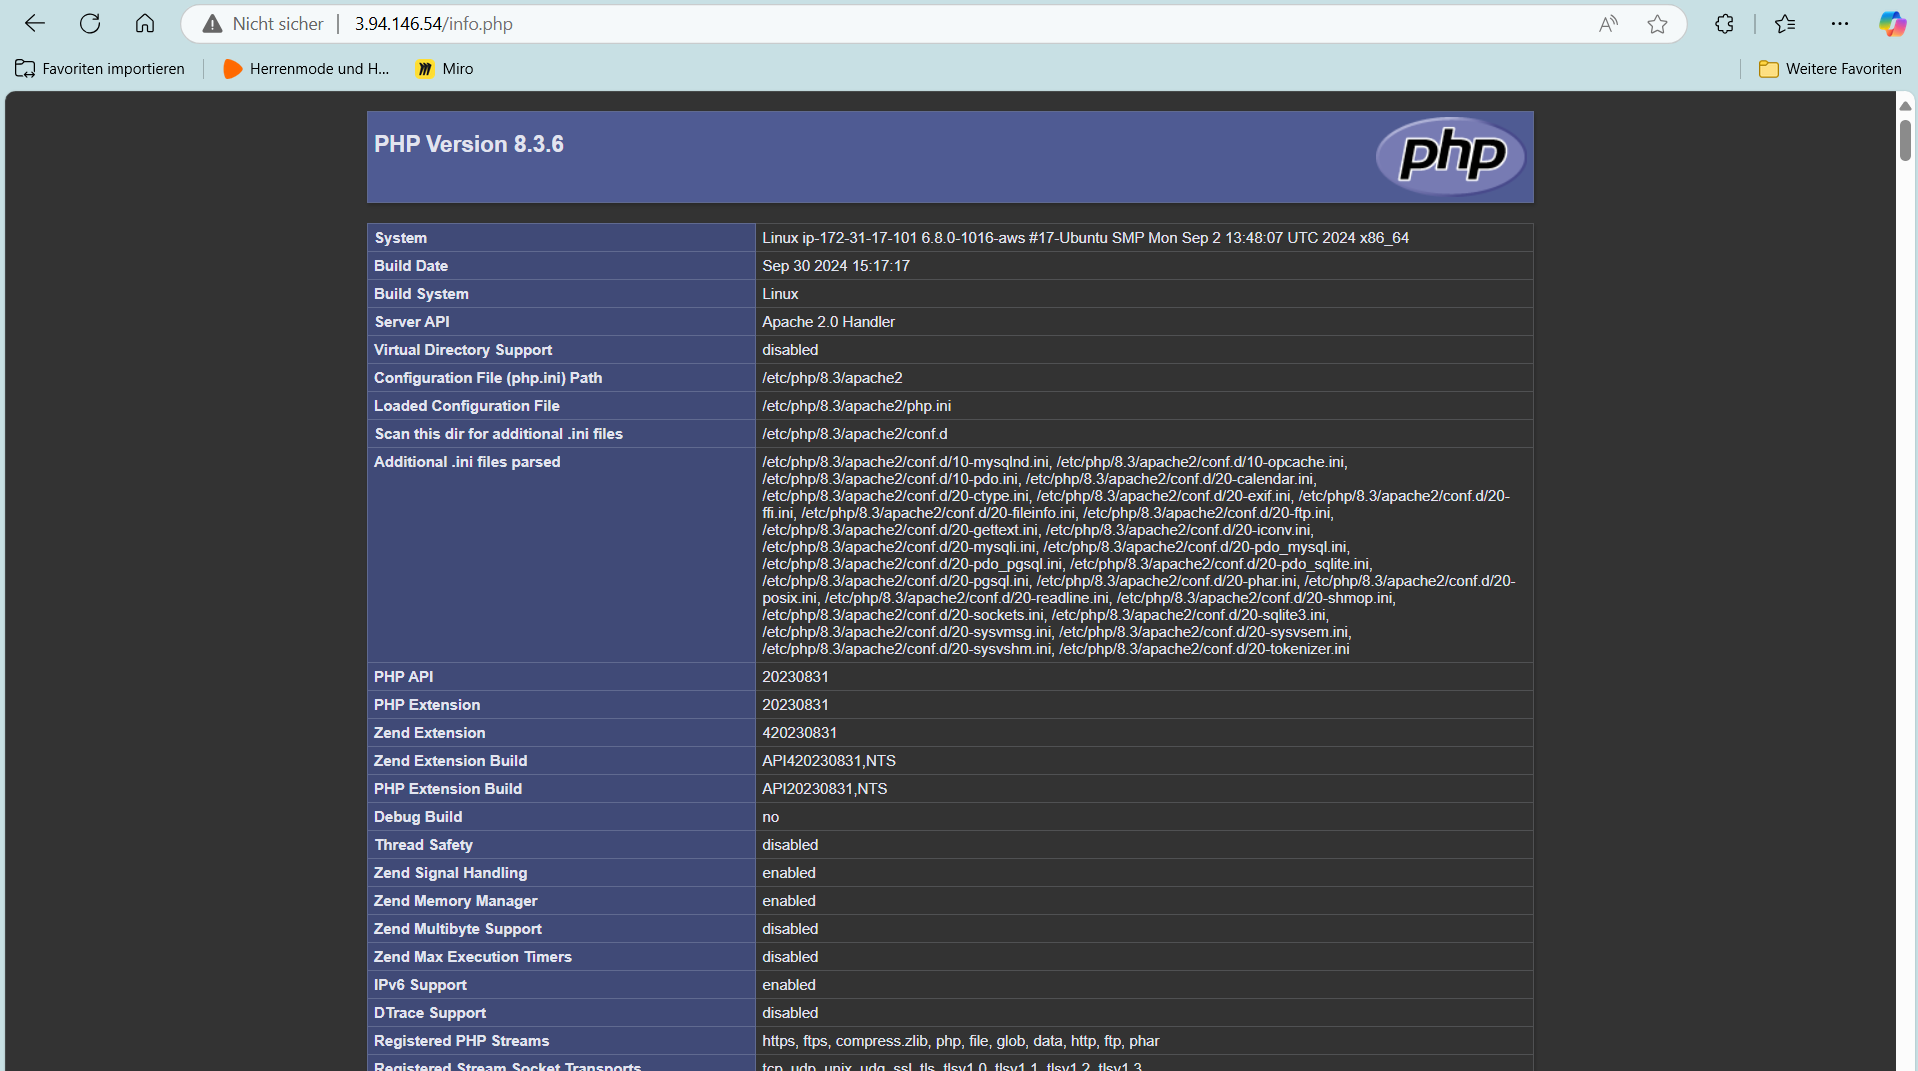 Nicht sicher | 3.94.146.54/info.php
Favoriten importieren
Herrenmode und H...
Miro
Weitere Favoriten
PHP Version 8.3.6
php
System Linux ip-172-31-17-101 6.8.0-1016-aws #17-Ubuntu SMP Mon Sep 2 13:48:07 UTC 2024 x86_64
Build Date Sep 30 2024 15:17:17
Build System Linux
Server API Apache 2.0 Handler
Virtual Directory Support disabled
Configuration File (php.ini) Path /etc/php/8.3/apache2
Loaded Configuration File /etc/php/8.3/apache2/php.ini
Scan this dir for additional .ini files /etc/php/8.3/apache2/conf.d
Additional .ini files parsed /etc/php/8.3/apache2/conf.d/10-mysqlnd.ini, /etc/php/8.3/apache2/conf.d/10-opcache.ini,
/etc/php/8.3/apache2/conf.d/10-pdo.ini, /etc/php/8.3/apache2/conf.d/20-calendar.ini,
/etc/php/8.3/apache2/conf.d/20-ctype.ini, /etc/php/8.3/apache2/conf.d/20-exif.ini, /etc/php/8.3/apache2/conf.d/20-
ffi.ini, /etc/php/8.3/apache2/conf.d/20-fileinfo.ini, /etc/php/8.3/apache2/conf.d/20-ftp.ini,
/etc/php/8.3/apache2/conf.d/20-gettext.ini, /etc/php/8.3/apache2/conf.d/20-iconv.ini,
/etc/php/8.3/apache2/conf.d/20-mysqli.ini, /etc/php/8.3/apache2/conf.d/20-pdo_mysql.ini,
/etc/php/8.3/apache2/conf.d/20-pdo_pgsql.ini, /etc/php/8.3/apache2/conf.d/20-pdo_sqlite.ini,
/etc/php/8.3/apache2/conf.d/20-pgsql.ini, /etc/php/8.3/apache2/conf.d/20-phar.ini, /etc/php/8.3/apache2/conf.d/20-
posix.ini, /etc/php/8.3/apache2/conf.d/20-readline.ini, /etc/php/8.3/apache2/conf.d/20-shmop.ini,
/etc/php/8.3/apache2/conf.d/20-sockets.ini, /etc/php/8.3/apache2/conf.d/20-sqlite3.ini,
/etc/php/8.3/apache2/conf.d/20-sysvmsg.ini, /etc/php/8.3/apache2/conf.d/20-sysvsem.ini,
/etc/php/8.3/apache2/conf.d/20-sysvshm.ini, /etc/php/8.3/apache2/conf.d/20-tokenizer.ini
PHP API 20230831
PHP Extension 20230831
Zend Extension 420230831
Zend Extension Build API420230831,NTS
PHP Extension Build API20230831,NTS
Debug Build no
Thread Safety disabled
Zend Signal Handling enabled
Zend Memory Manager enabled
Zend Multibyte Support disabled
Zend Max Execution Timers disabled
IPv6 Support enabled
DTrace Support disabled
Registered PHP Streams https, ftps, compress.zlib, php, file, glob, data, http, ftp, phar
Registered Stream Socket Transports tcp, udp, unix, udg, ssl, tls, tlsv1.0, tlsv1.1, tlsv1.2, tlsv1.3